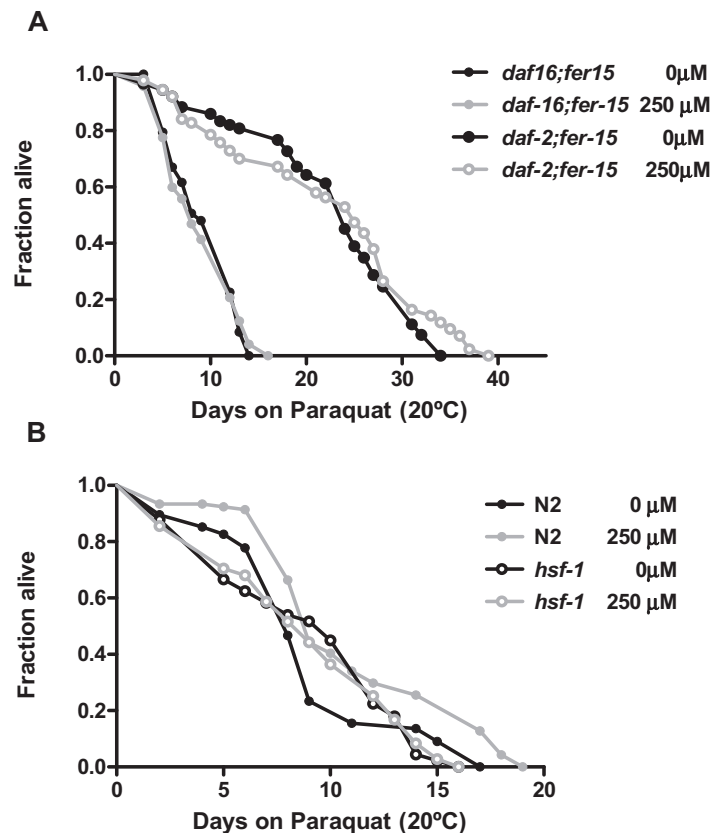 A
daf16;fer15 0μM
daf-16;fer-15 250 μM
daf-2;fer-15 0μM
daf-2;fer-15 250μM
Fraction alive
1.0
0.8
0.6
0.4
0.2
0.0
0 10 20 30 40
Days on Paraquat (20ºC)
B
N2 0 μM
N2 250 μM
hsf-1 0μM
hsf-1 250 μM
Fraction alive
1.0
0.8
0.6
0.4
0.2
0.0
0 5 10 15 20
Days on Paraquat (20ºC)